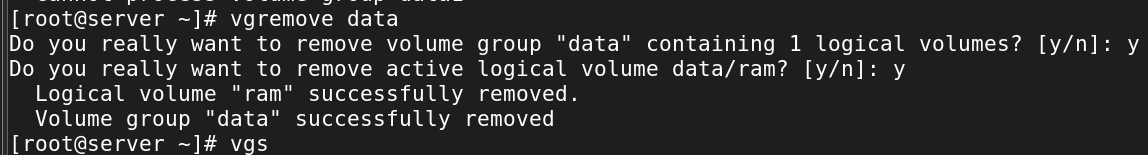 [root@server ~]# vgremove data
Do you really want to remove volume group "data" containing 1 logical volumes? [y/n]: y
Do you really want to remove active logical volume data/ram? [y/n]: y
  Logical volume "ram" successfully removed.
  Volume group "data" successfully removed
[root@server ~]# vgs